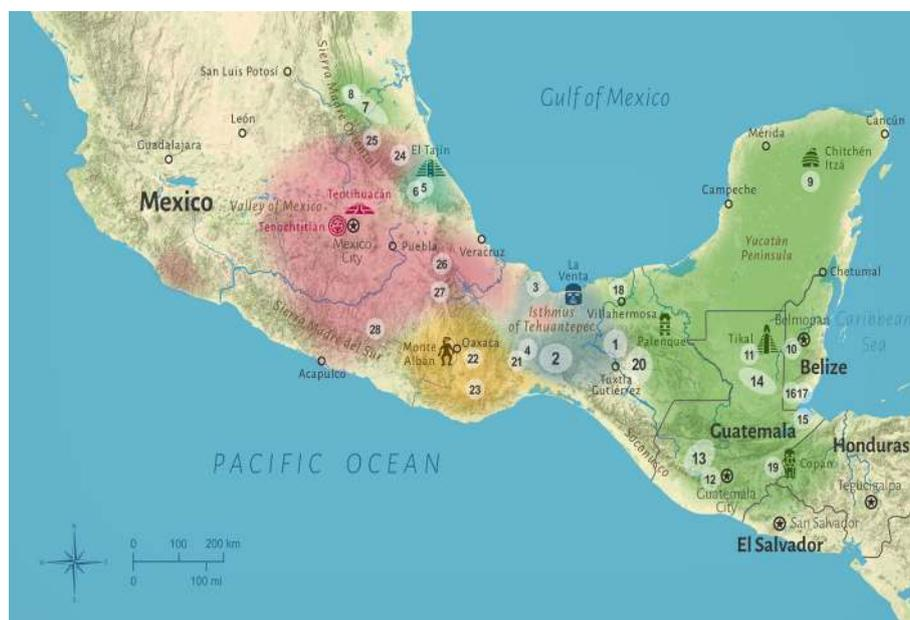 San Luis Potosí
Sierra Madre Oriental
8
7
León
25
24
Guadalajara
El Tajín
6 5
Mexico
Teotihuacán
Valley of Mexico
Tenochtitlan
Mexico
City
Puebla
Veracruz
26
27
28
Sierra Madre del Sur
Acapulco
Gulf of Mexico
Cancún
Mérida
Chitchén
Itzá
9
Campeche
Yucatán
Peninsula
Chetumal
La
Venta
3
18
Villahermosa
Isthmus
of Tehuantepec
Palenque
Monte
Albán
Oaxaca
22
23
21
4
2
1
20
Tuxtla
Gutiérrez
Tikal
11
10
Belmopan
Caribbean
Sea
Belize
14
16 17
15
Guatemala
Honduras
Soconusco
13
12
19
Copán
Guatemala
City
Tegucigalpa
San Salvador
El Salvador
PACIFIC OCEAN
0 100 200 km
0 100 mi